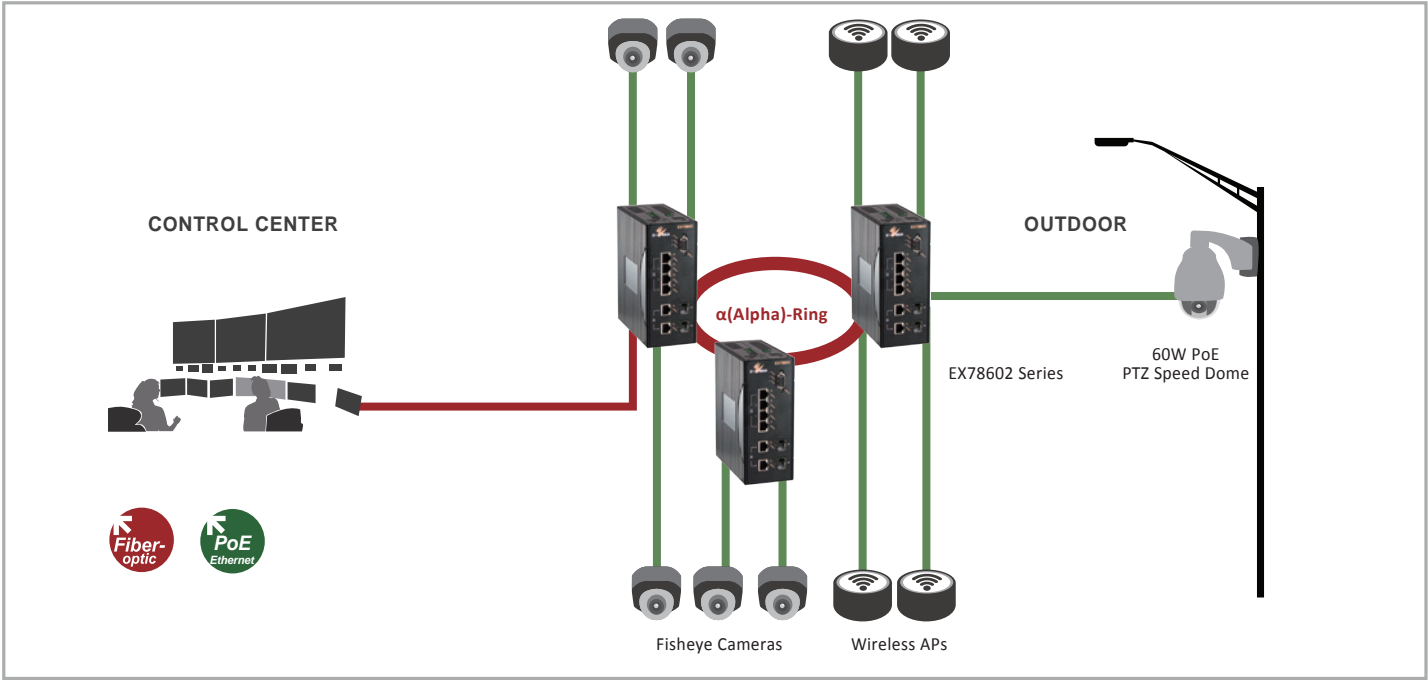 CONTROL CENTER
OUTDOOR
α(Alpha)-Ring
60W PoE
PTZ Speed Dome
EX78602 Series
Fiber-
optic
PoE
Ethernet
Fisheye Cameras
Wireless APs